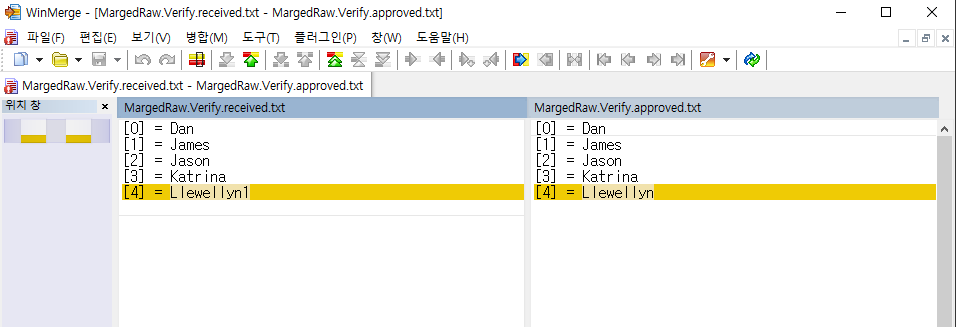 WinMerge - [MargedRaw.Verify.received.txt - MargedRaw.Verify.approved.txt]
파일(F) 편집(E) 보기(V) 병합(M) 도구(T) 플러그인(P) 창(W) 도움말(H)
MargedRaw.Verify.received.txt - MargedRaw.Verify.approved.txt
위치 창
MargedRaw.Verify.received.txt
[0] = Dan
[1] = James
[2] = Jason
[3] = Katrina
[4] = Llewellyn1
MargedRaw.Verify.approved.txt
[0] = Dan
[1] = James
[2] = Jason
[3] = Katrina
[4] = Llewellyn